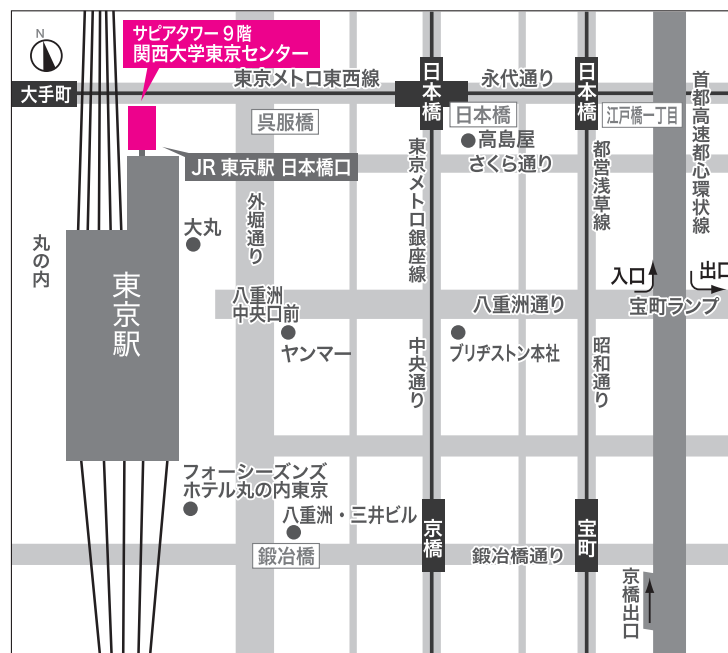 N
サピアタワー9階
関西大学東京センター
大手町
東京メトロ東西線
日本橋
永代通り
日本橋
首都高速都心環状線
呉服橋
日本橋
江戸橋一丁目
高島屋
さくら通り
JR 東京駅 日本橋口
東京メトロ銀座線
都営浅草線
外堀通り
大丸
丸の内
東京駅
入口
出口
八重洲
中央口前
八重洲通り
宝町ランプ
ヤンマー
中央通り
ブリヂストン本社
昭和通り
フォーシーズンズ
ホテル丸の内東京
八重洲・三井ビル
京橋
宝町
鍛冶橋
鍛冶橋通り
京橋出口